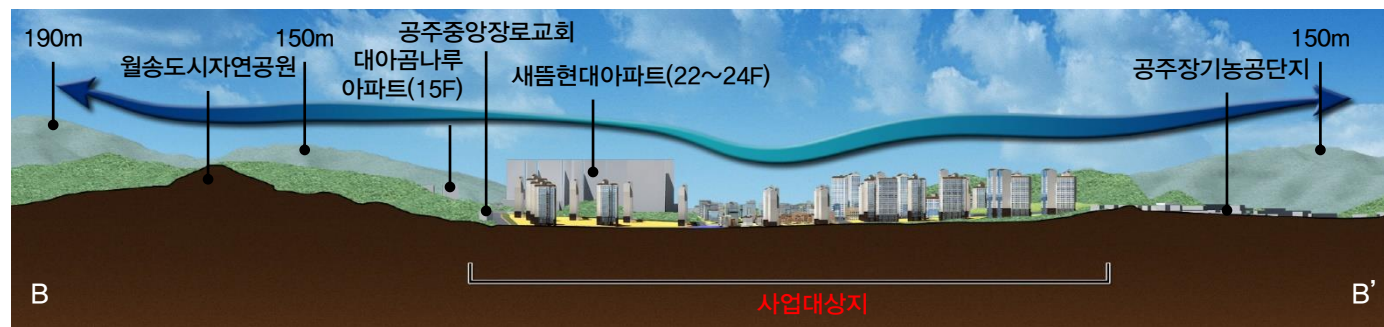 190m
월송도시자연공원
150m
대아곰나루
아파트(15F)
공주중앙장로교회
새뜸현대아파트(22～24F)
150m
공주장기농공단지
B
사업대상지
B’